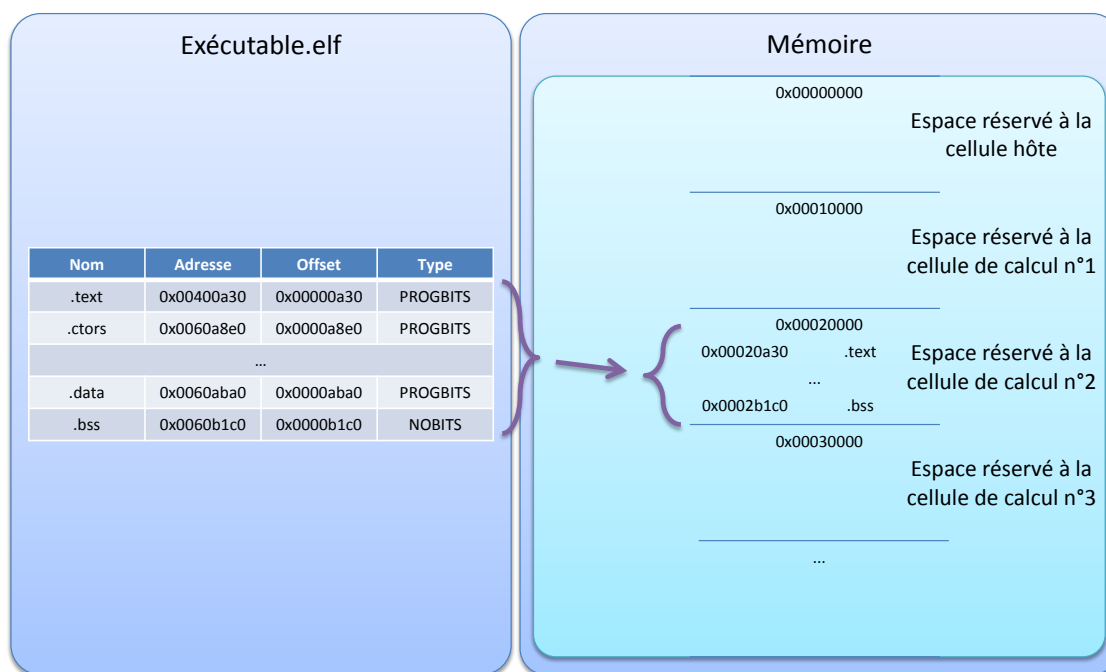 Exécutable.elf
Nom Adresse Offset Type
.text 0x00400a30 0x00000a30 PROGBITS
.ctors 0x0060a8e0 0x0000a8e0 PROGBITS
...
.data 0x0060aba0 0x0000aba0 PROGBITS
.bss 0x0060b1c0 0x0000b1c0 NOBITS
Mémoire
0x00000000
Espace réservé à la
cellule hôte
0x00010000
Espace réservé à la
cellule de calcul n°1
0x00020000
0x00020a30 .text
...
0x0002b1c0 .bss
Espace réservé à la
cellule de calcul n°2
0x00030000
Espace réservé à la
cellule de calcul n°3
...